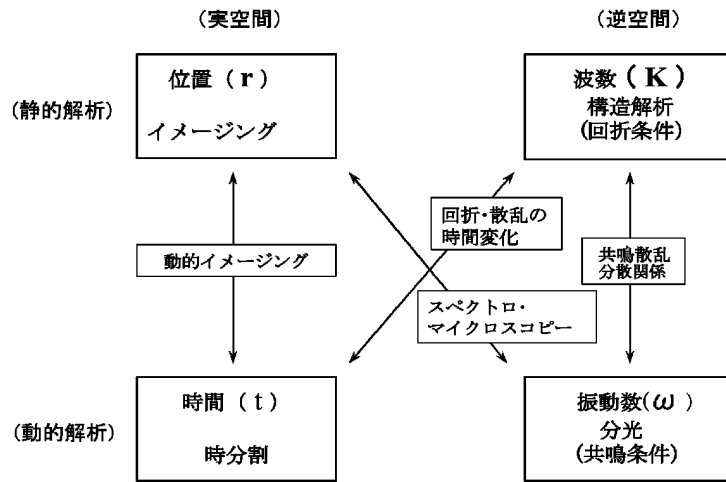 (実空間)
(逆空間)
(静的解析)
位置 (r)
イメージング
波数(K)
構造解析
(回折条件)
回折・散乱の
時間変化
動的イメージング
共鳴散乱
分散関係
スペクトロ・
マイクロスコピー
(動的解析)
時間 (t)
時分割
振動数(ω)
分光
(共鳴条件)